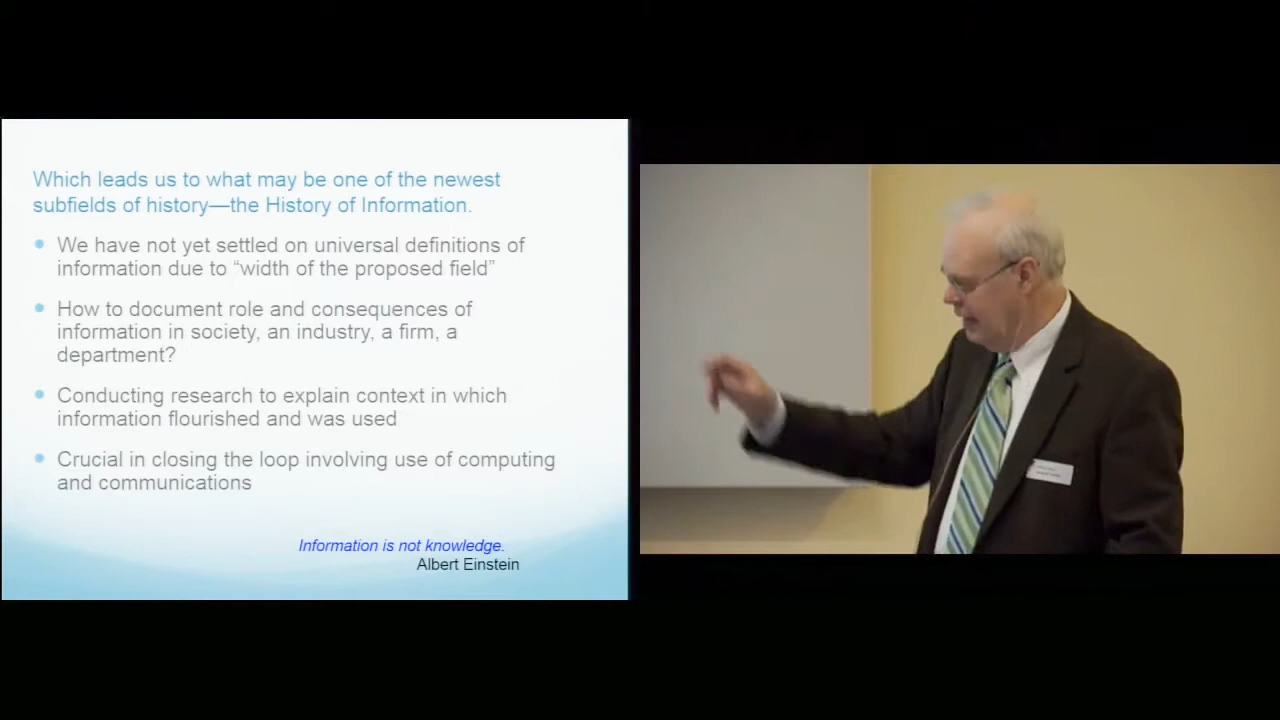 Which leads us to what may be one of the newest
subfields of history—the History of Information.
We have not yet settled on universal definitions of
information due to “width of the proposed field”
How to document role and consequences of
information in society, an industry, a firm, a
department?
Conducting research to explain context in which
information flourished and was used
Crucial in closing the loop involving use of computing
and communications
Information is not knowledge.
Albert Einstein